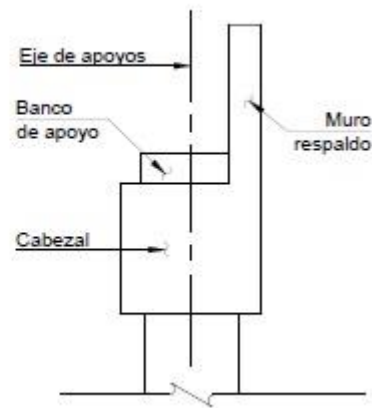 Eje de apoyos
Banco
de apoyo
Muro
respaldo
Cabezal